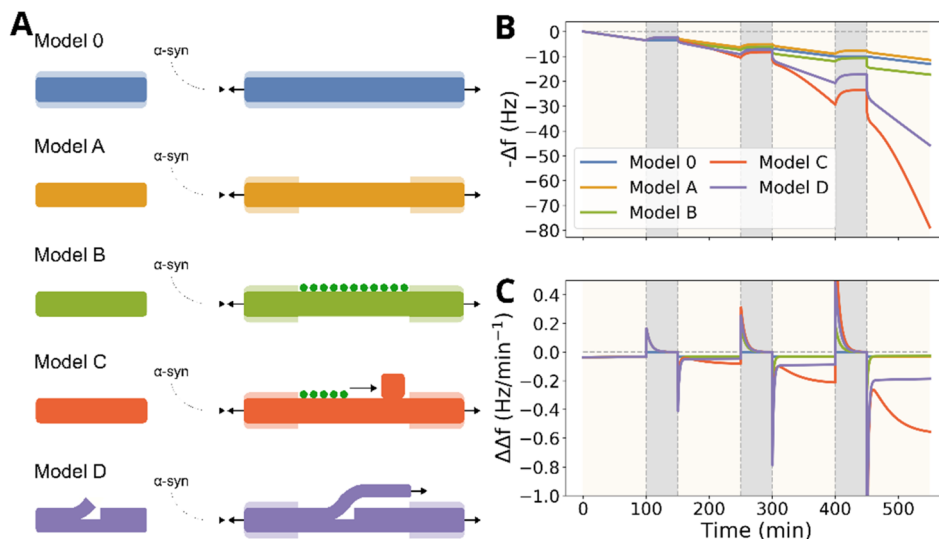 A
Model 0
α-syn
Model A
α-syn
Model B
α-syn
Model C
α-syn
Model D
α-syn
B
-Δf (Hz)
0
−10
−20
−30
−40
−50
−60
−70
−80
Model 0
Model A
Model B
Model C
Model D
C
ΔΔf (Hz/min⁻¹)
0.4
0.2
0.0
−0.2
−0.4
−0.6
−0.8
−1.0
0 100 200 300 400 500
Time (min)